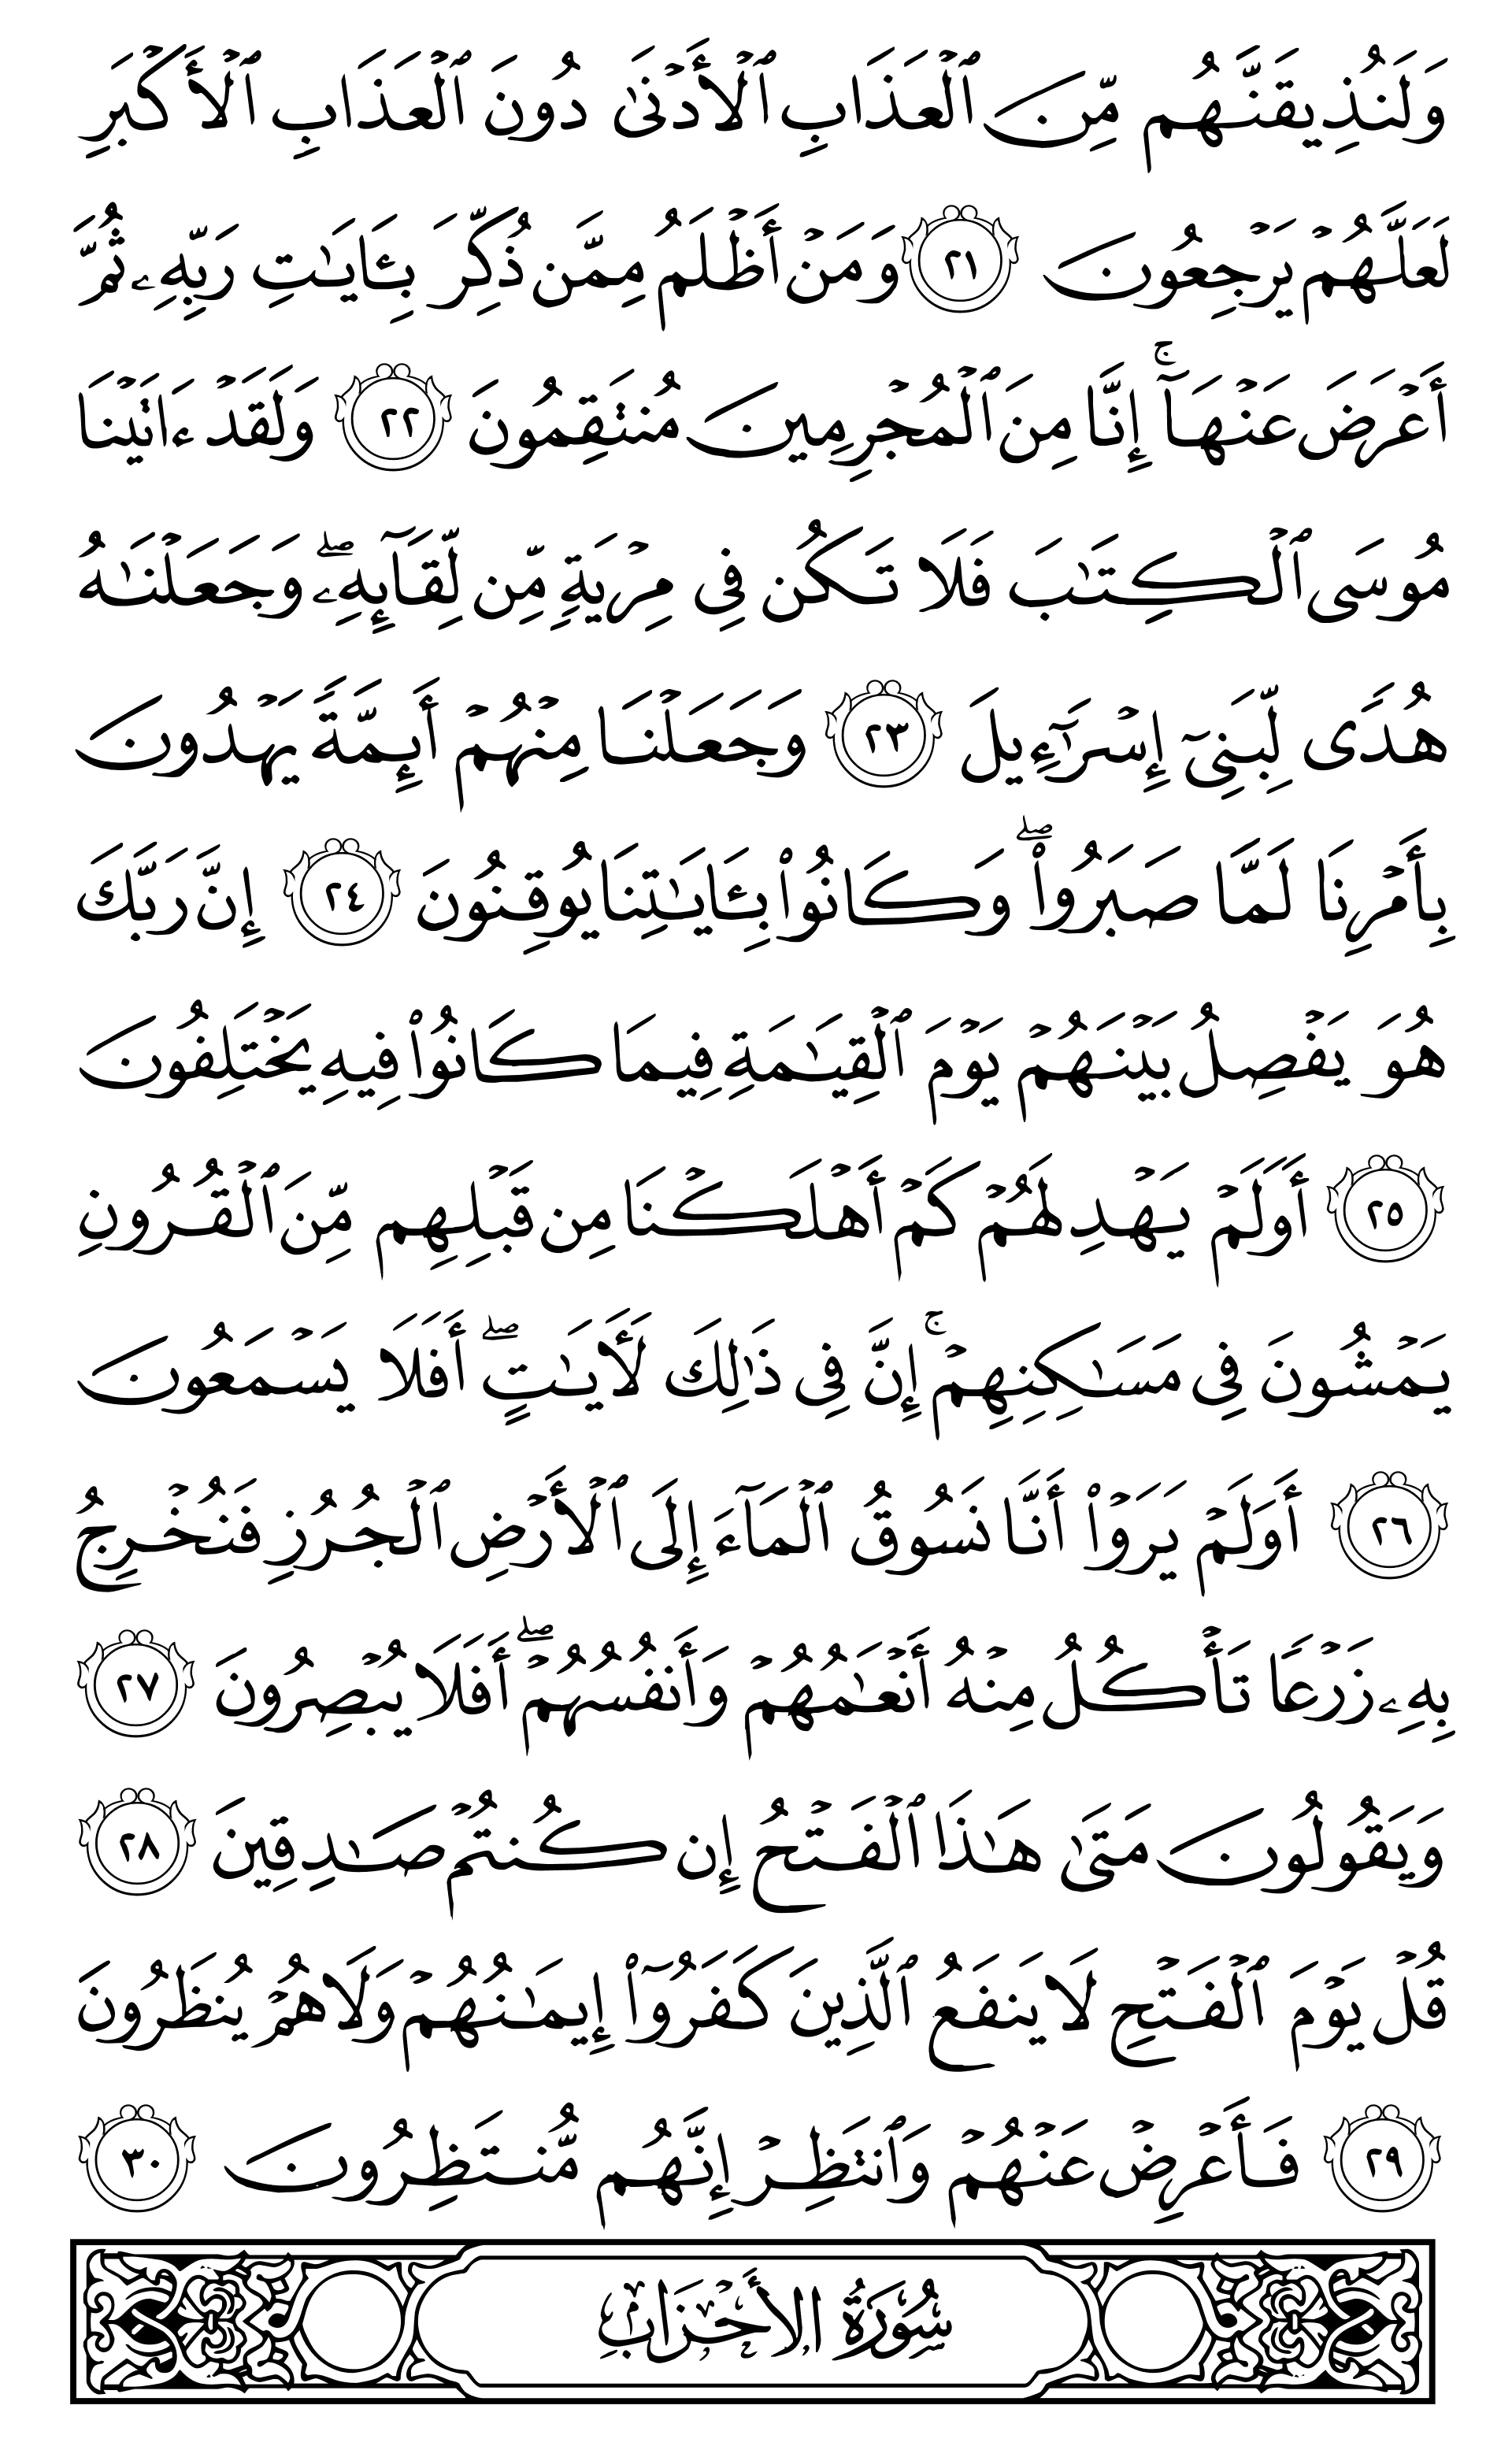 وَلَنُذِيقَنَّهُم مِّنَ ٱلْعَذَابِ ٱلْأَدْنَىٰ دُونَ ٱلْعَذَابِ ٱلْأَكْبَرِ
لَعَلَّهُمْ يَرْجِعُونَ ٢١ وَمَنْ أَظْلَمُ مِمَّن ذُكِّرَ بِـَٔايَـٰتِ رَبِّهِۦ ثُمَّ
أَعْرَضَ عَنْهَآ ۚ إِنَّا مِنَ ٱلْمُجْرِمِينَ مُنتَقِمُونَ ٢٢ وَلَقَدْ ءَاتَيْنَا
مُوسَى ٱلْكِتَـٰبَ فَلَا تَكُن فِى مِرْيَةٍ مِّن لِّقَآئِهِۦ ۖ وَجَعَلْنَـٰهُ
هُدًى لِّبَنِىٓ إِسْرَٰٓءِيلَ ٢٣ وَجَعَلْنَا مِنْهُمْ أَئِمَّةً يَهْدُونَ
بِأَمْرِنَا لَمَّا صَبَرُوا۟ ۖ وَكَانُوا۟ بِـَٔايَـٰتِنَا يُوقِنُونَ ٢٤ إِنَّ رَبَّكَ
هُوَ يَفْصِلُ بَيْنَهُمْ يَوْمَ ٱلْقِيَـٰمَةِ فِيمَا كَانُوا۟ فِيهِ يَخْتَلِفُونَ
٢٥ أَوَلَمْ يَهْدِ لَهُمْ كَمْ أَهْلَكْنَا مِن قَبْلِهِم مِّنَ ٱلْقُرُونِ
يَمْشُونَ فِى مَسَـٰكِنِهِمْ ۚ إِنَّ فِى ذَٰلِكَ لَـَٔايَـٰتٍ ۖ أَفَلَا يَسْمَعُونَ
٢٦ أَوَلَمْ يَرَوْا۟ أَنَّا نَسُوقُ ٱلْمَآءَ إِلَى ٱلْأَرْضِ ٱلْجُرُزِ فَنُخْرِجُ
بِهِۦ زَرْعًا تَأْكُلُ مِنْهُ أَنْعَـٰمُهُمْ وَأَنفُسُهُمْ ۖ أَفَلَا يُبْصِرُونَ ٢٧
وَيَقُولُونَ مَتَىٰ هَـٰذَا ٱلْفَتْحُ إِن كُنتُمْ صَـٰدِقِينَ ٢٨
قُلْ يَوْمَ ٱلْفَتْحِ لَا يَنفَعُ ٱلَّذِينَ كَفَرُوٓا۟ إِيمَـٰنُهُمْ وَلَا هُمْ يُنظَرُونَ
٢٩ فَأَعْرِضْ عَنْهُمْ وَٱنتَظِرْ إِنَّهُم مُّنتَظِرُونَ ٣٠
سُورَةُ الأَحْزَابِ